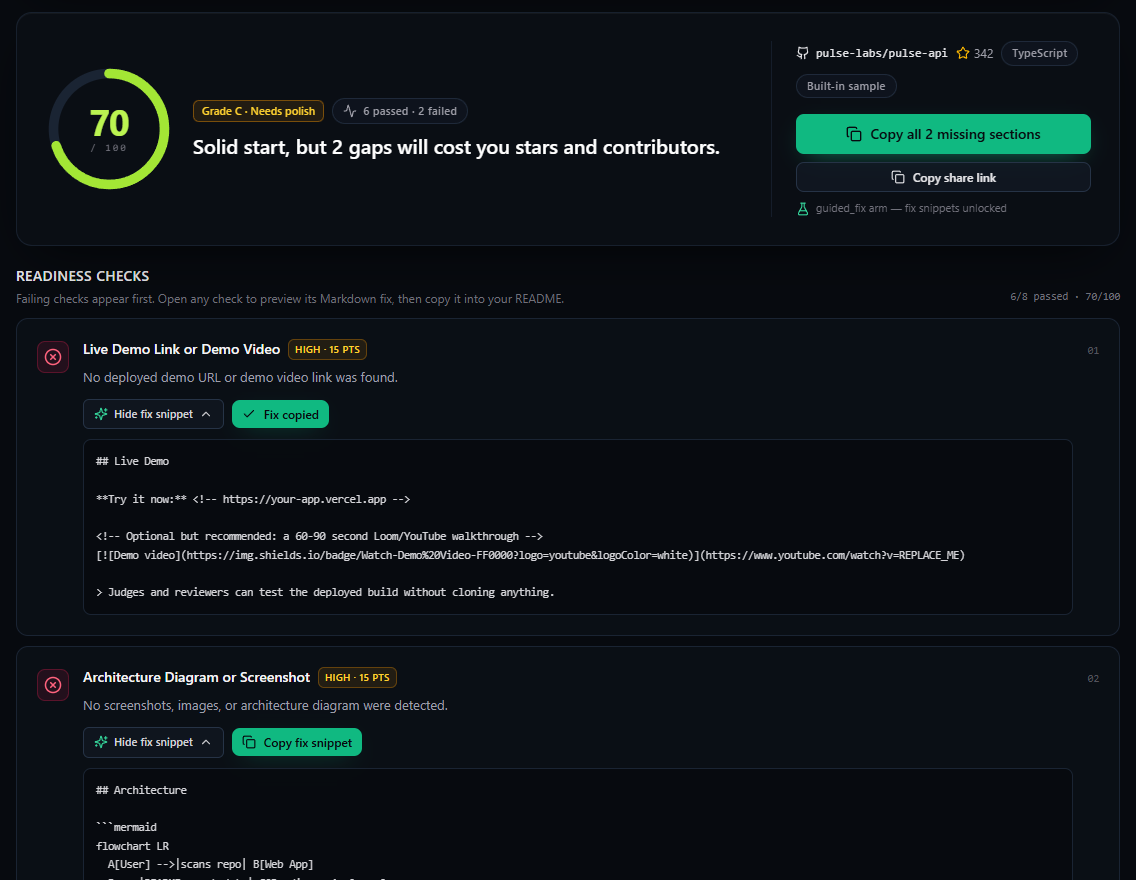 70
/ 100
Grade C · Needs polish
6 passed · 2 failed
Solid start, but 2 gaps will cost you stars and contributors.
pulse-labs/pulse-api 342 TypeScript
Built-in sample
Copy all 2 missing sections
Copy share link
guided_fix arm — fix snippets unlocked
READINESS CHECKS
Failing checks appear first. Open any check to preview its Markdown fix, then copy it into your README.
6/8 passed · 70/100
Live Demo Link or Demo Video HIGH · 15 PTS
01
No deployed demo URL or demo video link was found.
Hide fix snippet Fix copied
## Live Demo
**Try it now:** <!-- https://your-app.vercel.app -->
<!-- Optional but recommended: a 60-90 second Loom/YouTube walkthrough -->
[![Demo video](https://img.shields.io/badge/Watch-Demo%20Video-FF0000?logo=youtube&logoColor=white)](https://www.youtube.com/watch?v=REPLACE_ME)
> Judges and reviewers can test the deployed build without cloning anything.
Architecture Diagram or Screenshot HIGH · 15 PTS
02
No screenshots, images, or architecture diagram were detected.
Hide fix snippet Copy fix snippet
## Architecture
```mermaid
flowchart LR
A[User] -->|scans repo| B[Web App]